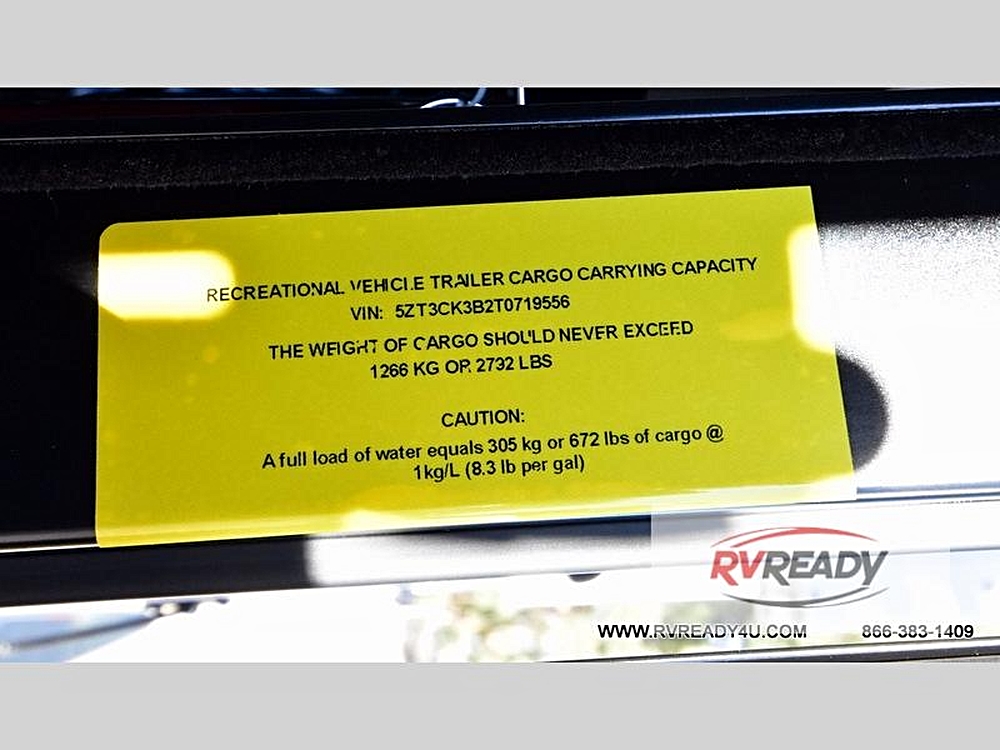 RECREATIONAL VEHICLE TRAILER CARGO CARRYING CAPACITY
VIN: 5ZT3CK3B2T0719556
THE WEIGHT OF CARGO SHOULD NEVER EXCEED
1266 KG OR 2792 LBS
CAUTION:
A full load of water equals 305 kg or 672 lbs of cargo @
1kg/L (8.3 lb per gal)
RVREADY
WWW.RVREADY4U.COM 866-383-1409